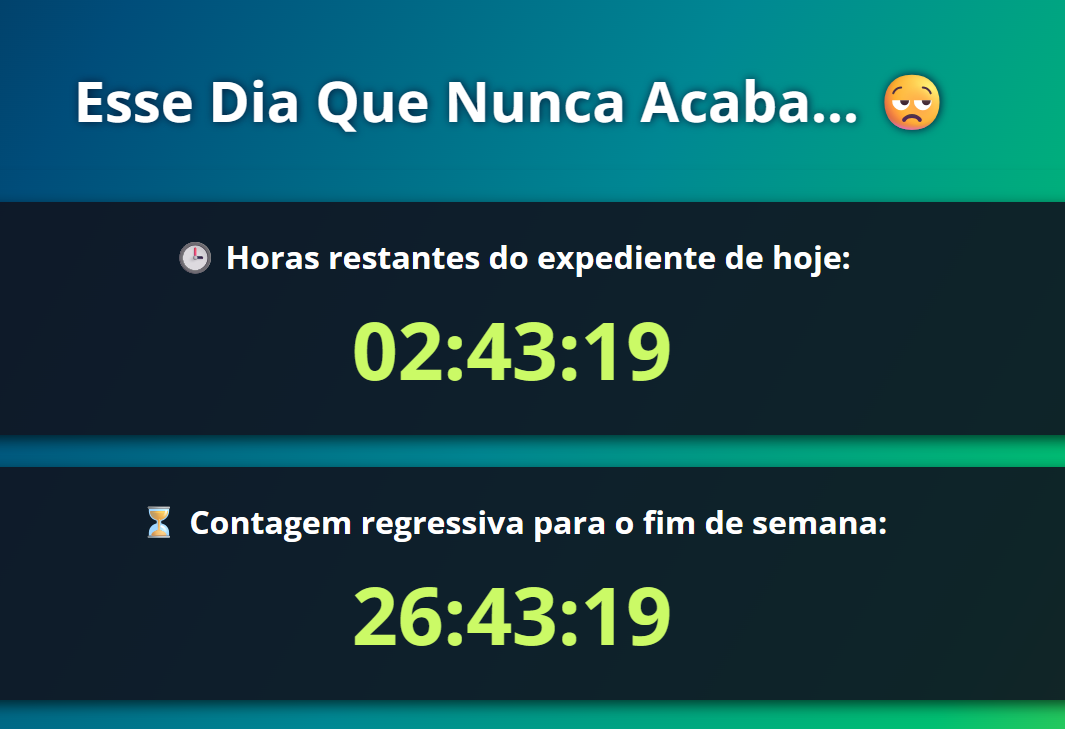 Esse Dia Que Nunca Acaba... 😞
🕒 Horas restantes do expediente de hoje:
02:43:19
⏳ Contagem regressiva para o fim de semana:
26:43:19